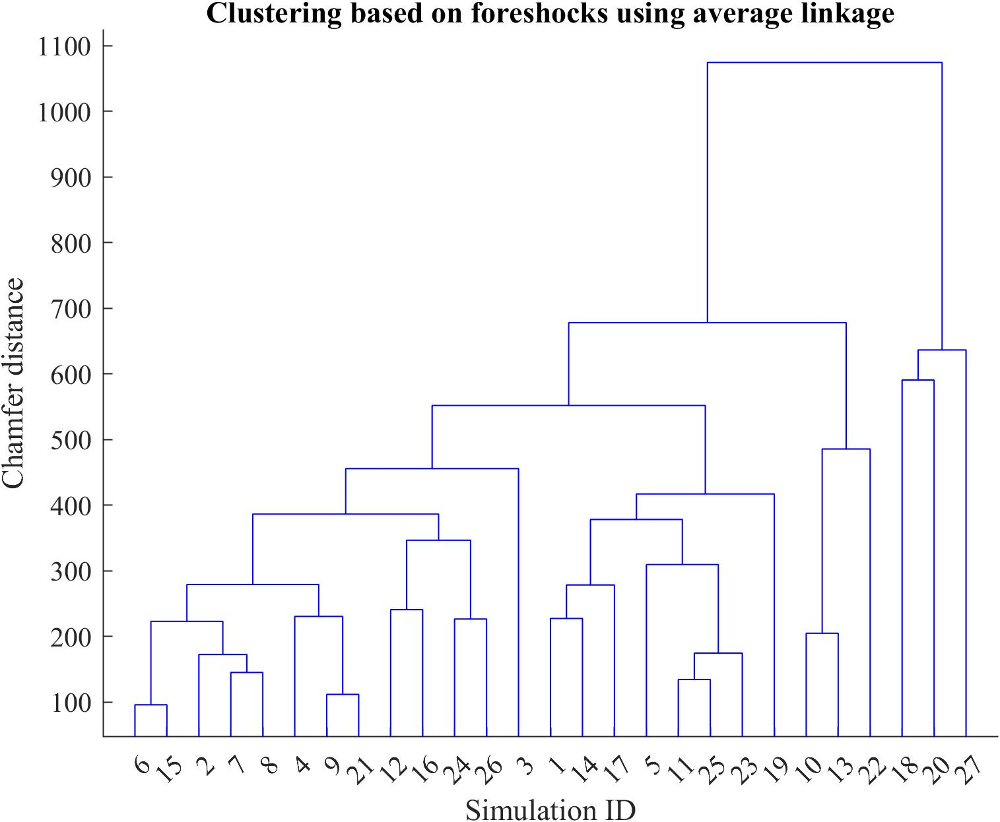 Clustering based on foreshocks using average linkage
1100
1000
900
800
700
600
500
400
300
200
100
Chamfer distance
6 15 2 7 8 4 9 21 12 16 24 26 3 1 14 17 5 11 25 23 19 10 13 22 18 20 27
Simulation ID